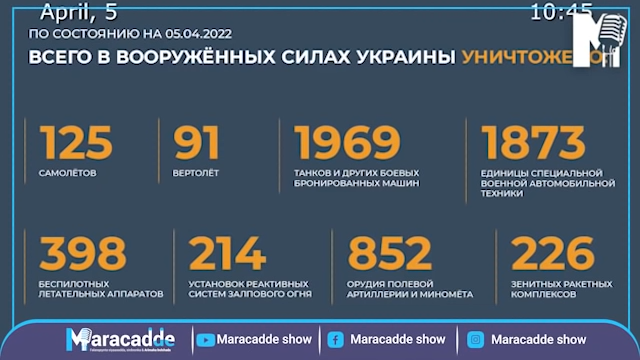 April, 5
10:45
ПО СОСТОЯНИЮ НА 05.04.2022
ВСЕГО В ВООРУЖЁННЫХ СИЛАХ УКРАИНЫ УНИЧТОЖЕНО:
125
САМОЛЁТОВ
91
ВЕРТОЛЁТ
1969
ТАНКОВ И ДРУГИХ БОЕВЫХ
БРОНИРОВАННЫХ МАШИН
1873
ЕДИНИЦЫ СПЕЦИАЛЬНОЙ
ВОЕННОЙ АВТОМОБИЛЬНОЙ
ТЕХНИКИ
398
БЕСПИЛОТНЫХ
ЛЕТАТЕЛЬНЫХ АППАРАТОВ
214
УСТАНОВОК РЕАКТИВНЫХ
СИСТЕМ ЗАЛПОВОГО ОГНЯ
852
ОРУДИЯ ПОЛЕВОЙ
АРТИЛЛЕРИИ И МИНОМЁТА
226
ЗЕНИТНЫХ РАКЕТНЫХ
КОМПЛЕКСОВ
Maracadde
Maracadde show
Maracadde show
Maracadde show